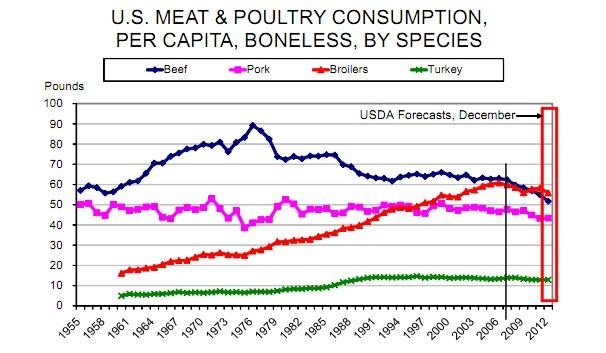 U.S. MEAT & POULTRY CONSUMPTION,
PER CAPITA, BONELESS, BY SPECIES
Beef Pork Broilers Turkey
Pounds
USDA Forecasts, December
100
90
80
70
60
50
40
30
20
10
0
1955 1958 1961 1964 1967 1970 1973 1976 1979 1982 1985 1988 1991 1994 1997 2000 2003 2006 2009 2012